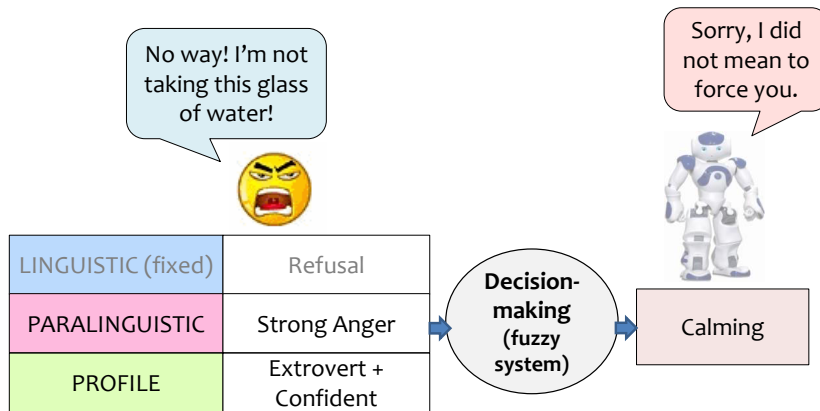 No way! I’m not
taking this glass
of water!
Sorry, I did
not mean to
force you.
LINGUISTIC (fixed)
Refusal
PARALINGUISTIC
Strong Anger
PROFILE
Extrovert +
Confident
Decision-
making
(fuzzy
system)
Calming